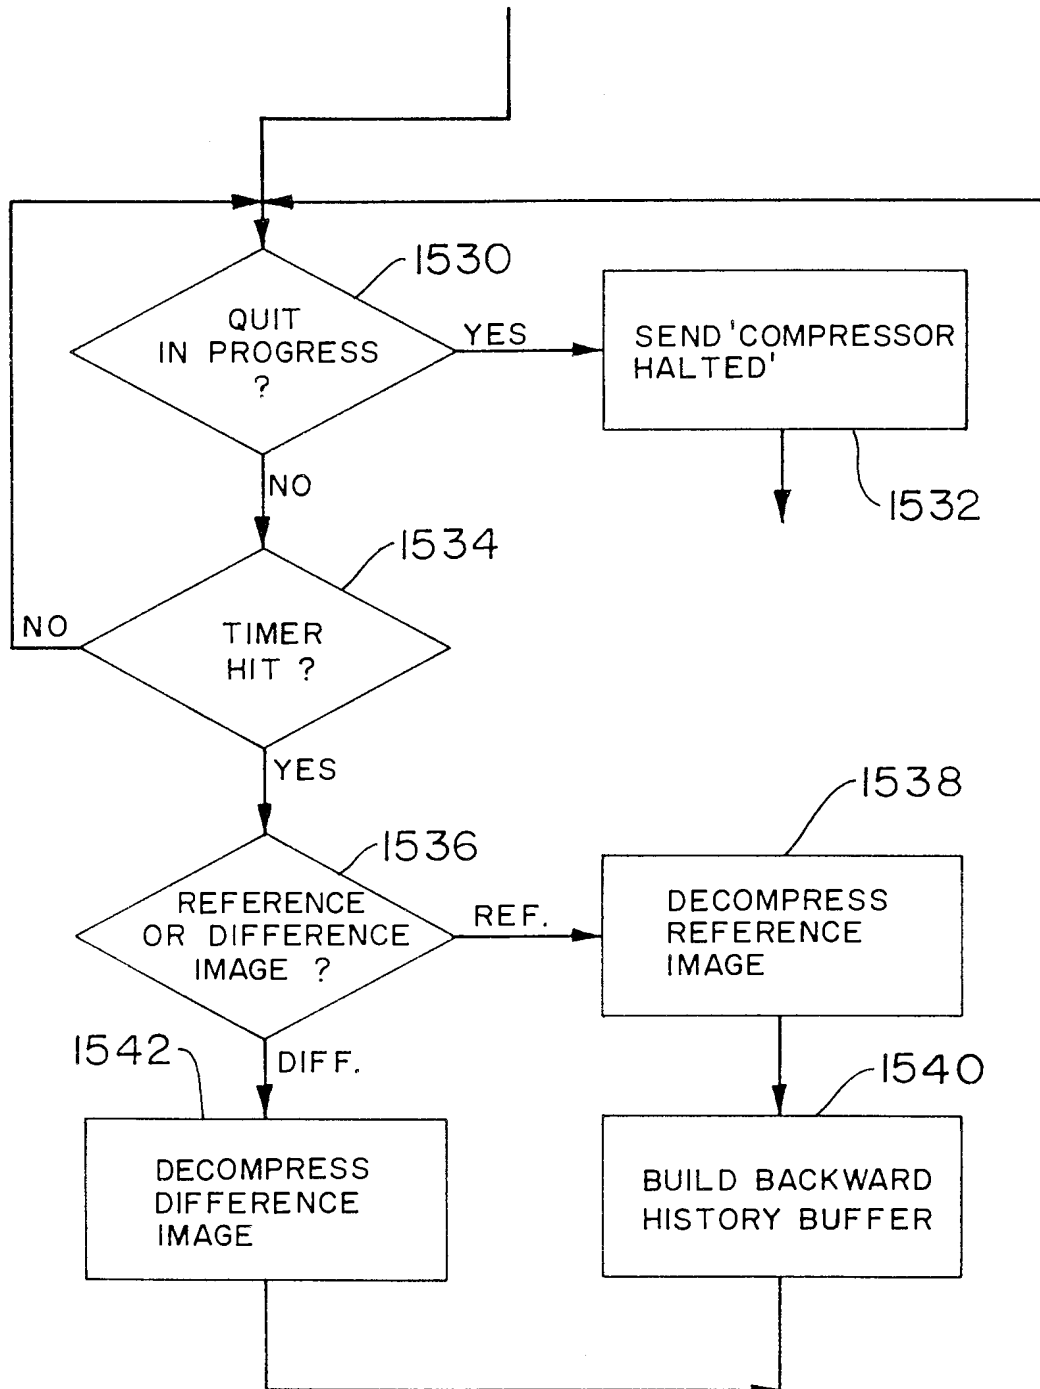 1530
QUIT
IN PROGRESS
?
YES
SEND 'COMPRESSOR
HALTED'
1532
NO
1534
TIMER
HIT ?
NO
YES
1536
REFERENCE
OR DIFFERENCE
IMAGE ?
REF.
1538
DECOMPRESS
REFERENCE
IMAGE
DIFF.
1542
DECOMPRESS
DIFFERENCE
IMAGE
1540
BUILD BACKWARD
HISTORY BUFFER